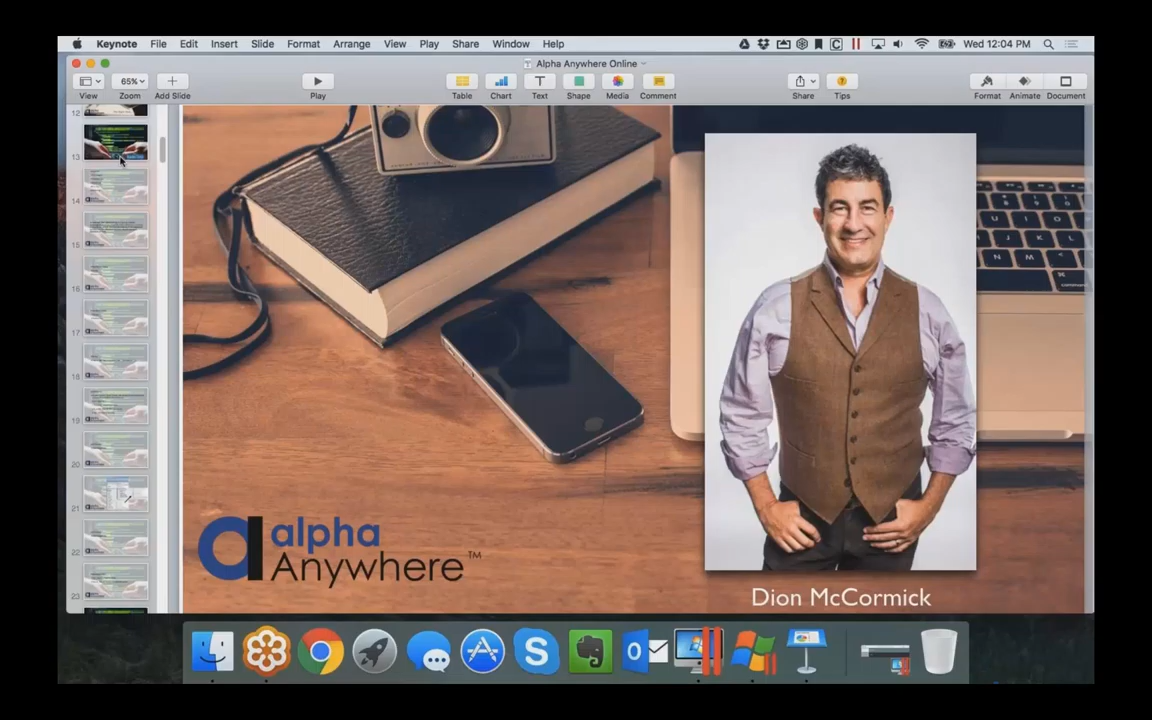 Keynote File Edit Insert Slide Format Arrange View Play Share Window Help Wed 12:04 PM
Alpha Anywhere Online
65%
View Zoom Add Slide Play Table Chart Text Shape Media Comment Share Tips Format Animate Document
12
13
14
15
16
17
18
19
20
21
22
23
U I O P
J K L
N M
command
alpha
Anywhere™
Dion McCormick